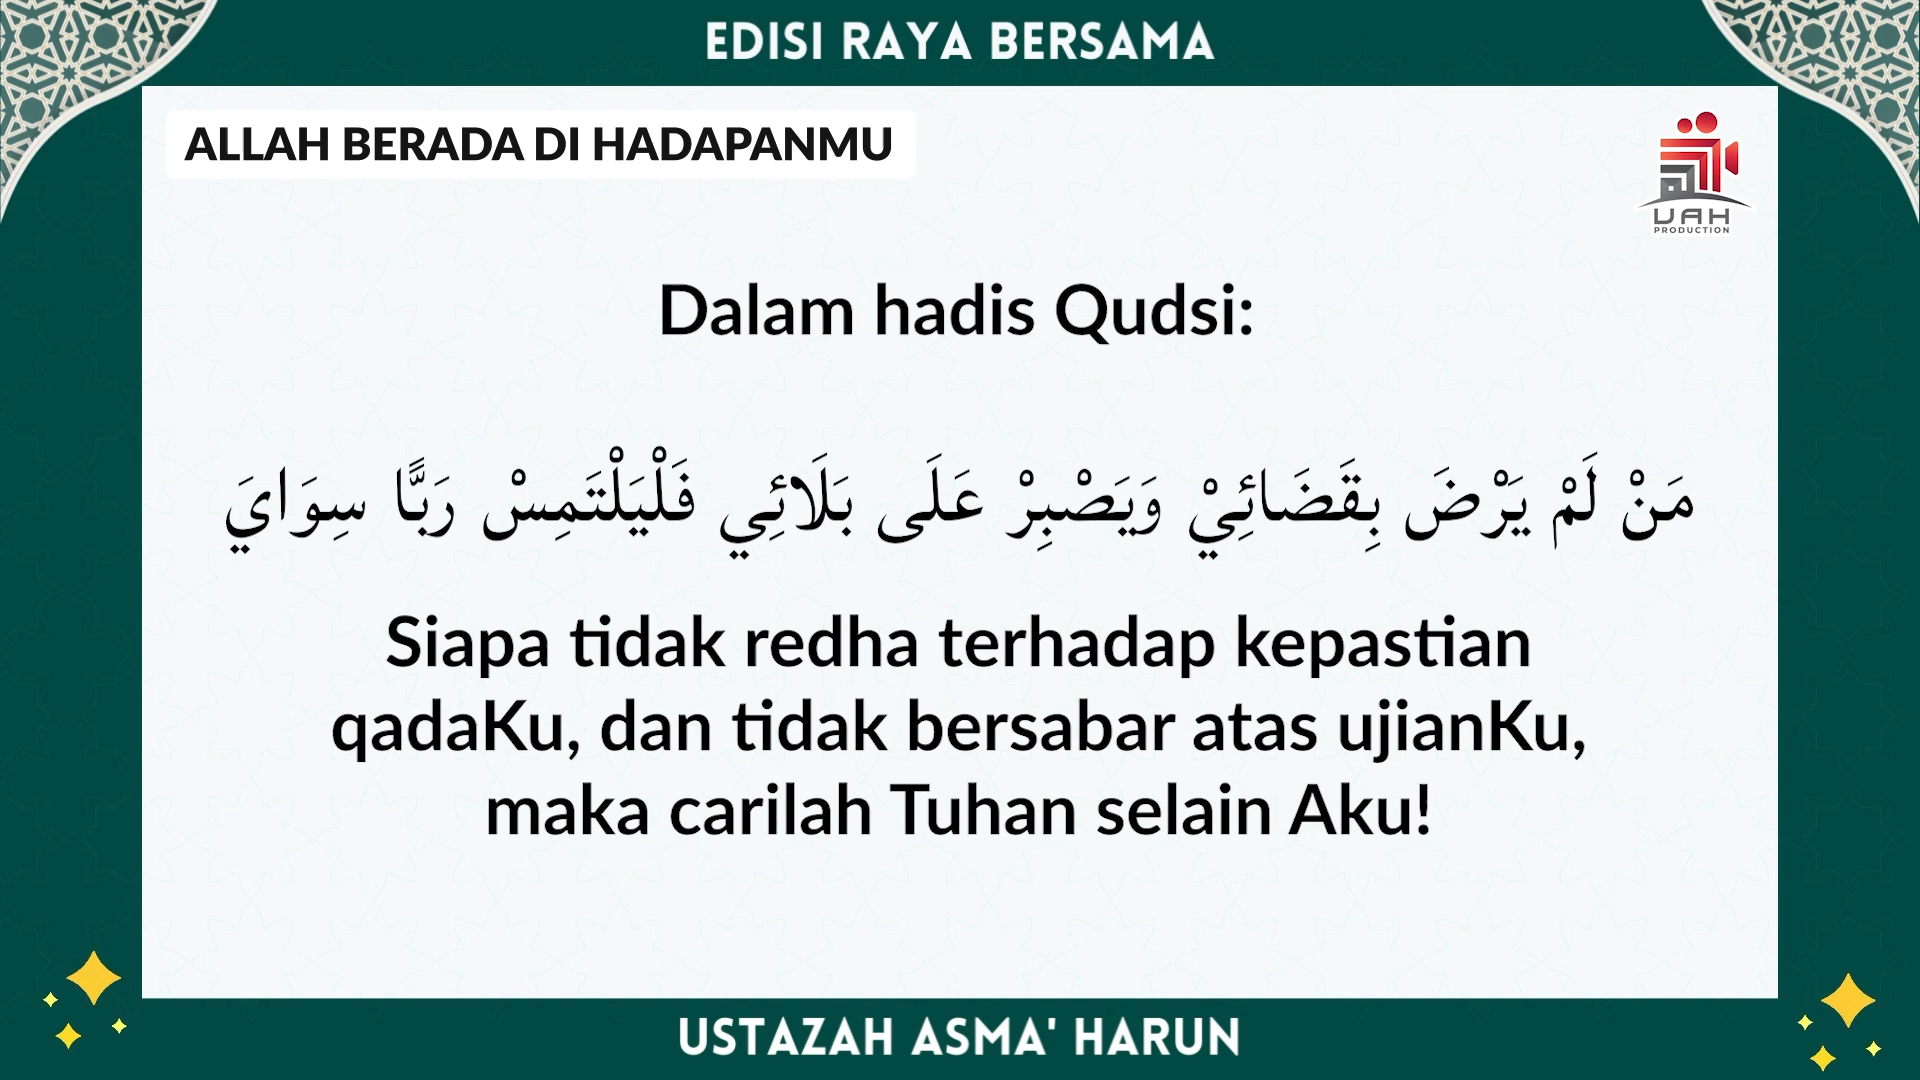 EDISI RAYA BERSAMA
ALLAH BERADA DI HADAPANMU
UAH
PRODUCTION
Dalam hadis Qudsi:
مَنْ لَمْ يَرْضَ بِقَضَائِيْ وَيَصْبِرْ عَلَى بَلَائِي فَلْيَلْتَمِسْ رَبًّا سِوَايَ
Siapa tidak redha terhadap kepastian
qadaKu, dan tidak bersabar atas ujianKu,
maka carilah Tuhan selain Aku!
USTAZAH ASMA' HARUN